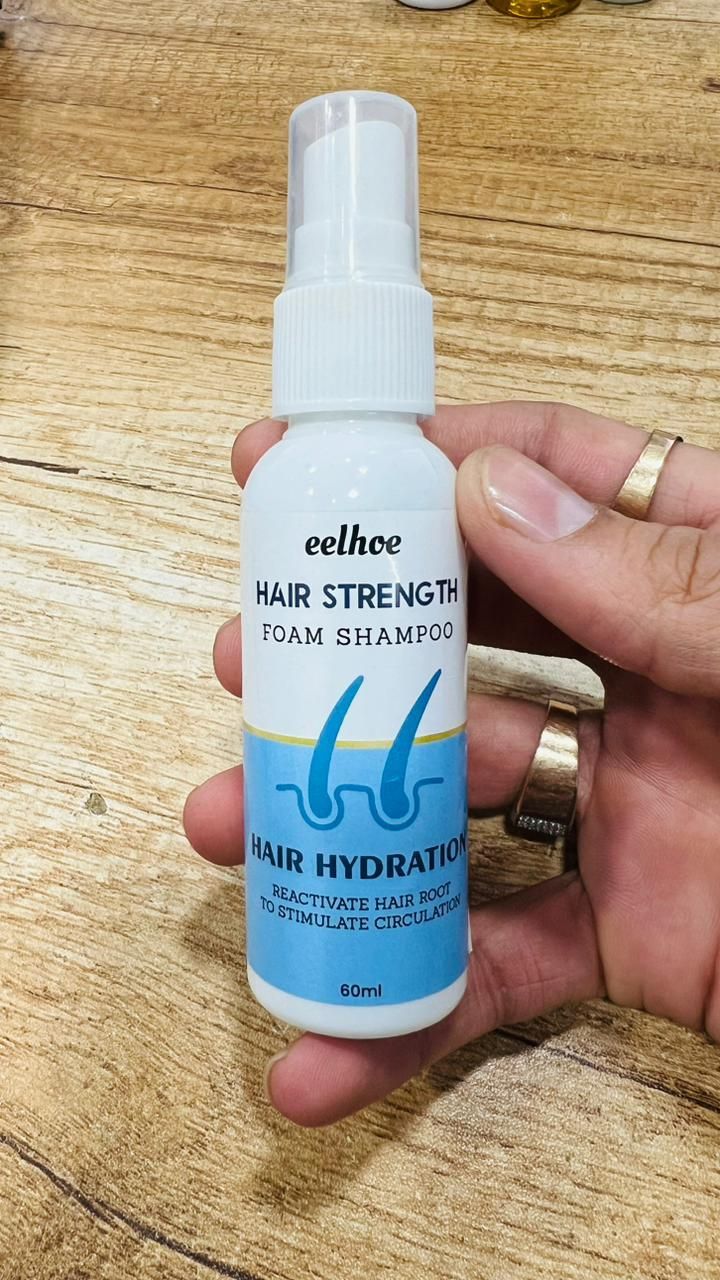 eelhoe
HAIR STRENGTH
FOAM SHAMPOO
HAIR HYDRATION
REACTIVATE HAIR ROOT
TO STIMULATE CIRCULATION
60ml